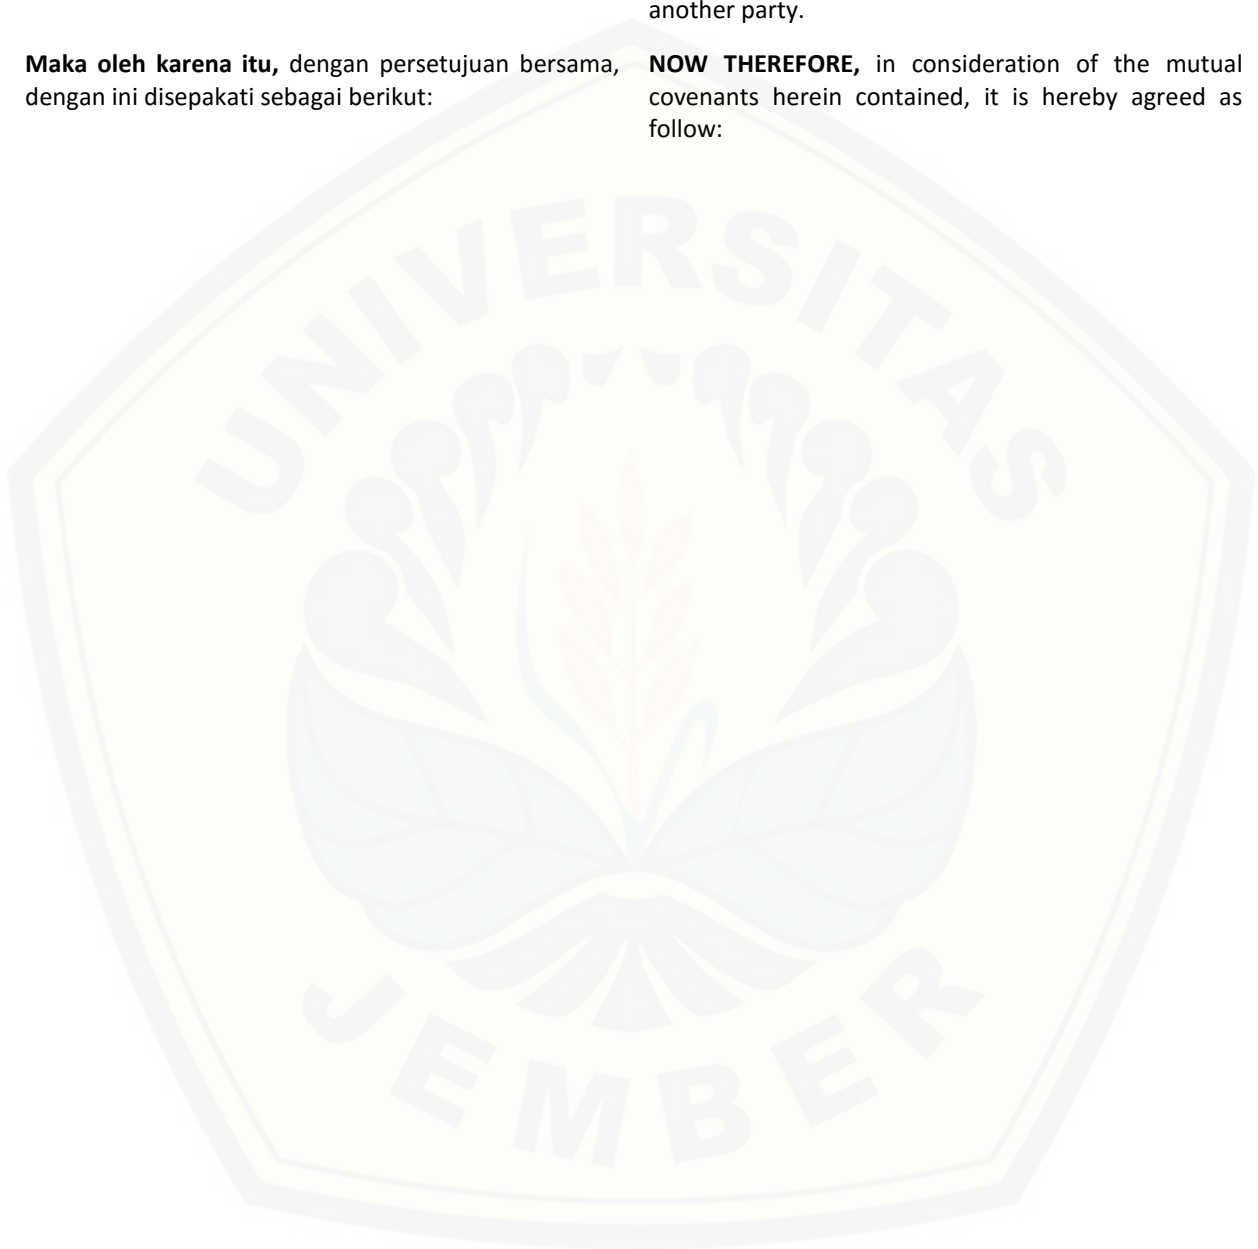 another party.
Maka oleh karena itu, dengan persetujuan bersama,
dengan ini disepakati sebagai berikut:
NOW THEREFORE, in consideration of the mutual
covenants herein contained, it is hereby agreed as
follow:
UNIVERSITAS
JEMBER